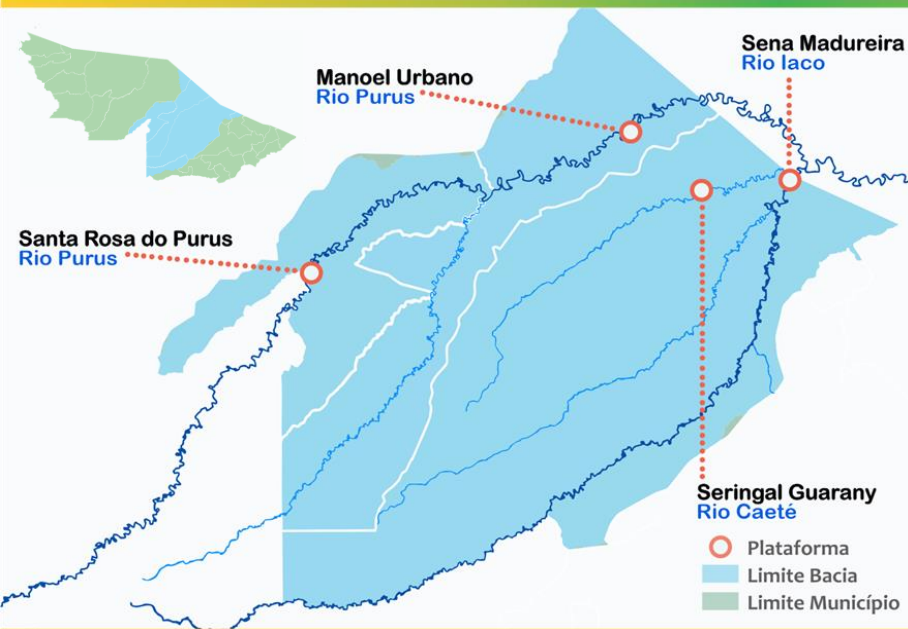 Sena Madureira
Rio Iaco
Manoel Urbano
Rio Purus
Santa Rosa do Purus
Rio Purus
Seringal Guarany
Rio Caeté
Plataforma
Limite Bacia
Limite Município